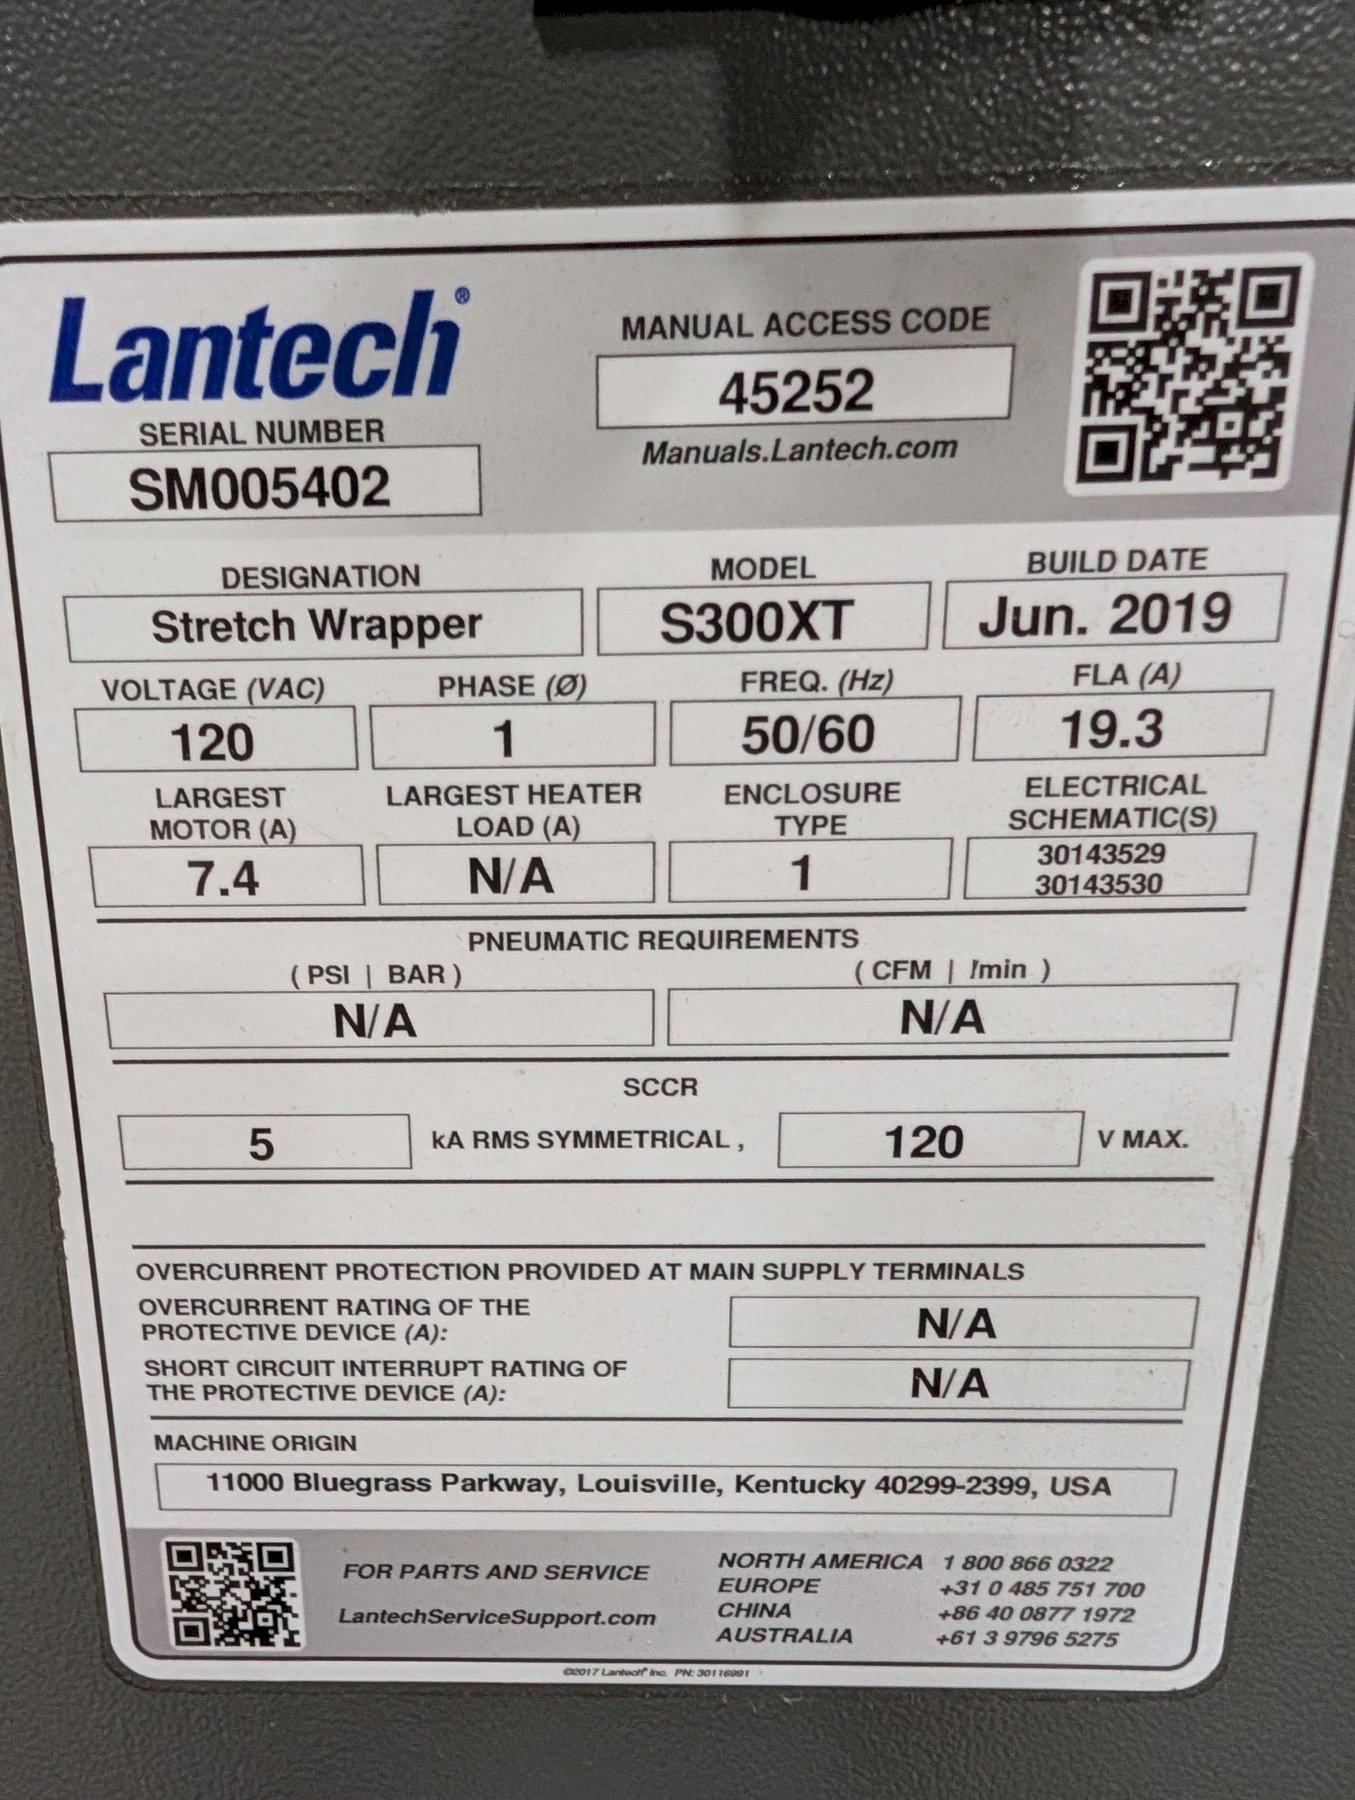 Lantech®
MANUAL ACCESS CODE
45252
Manuals.Lantech.com
SERIAL NUMBER
SM005402
DESIGNATION
Stretch Wrapper
MODEL
S300XT
BUILD DATE
Jun. 2019
VOLTAGE (VAC)
120
PHASE (Ø)
1
FREQ. (Hz)
50/60
FLA (A)
19.3
LARGEST
MOTOR (A)
7.4
LARGEST HEATER
LOAD (A)
N/A
ENCLOSURE
TYPE
1
ELECTRICAL
SCHEMATIC(S)
30143529
30143530
PNEUMATIC REQUIREMENTS
( PSI | BAR )
N/A
( CFM | l/min )
N/A
SCCR
5 kA RMS SYMMETRICAL , 120 V MAX.
OVERCURRENT PROTECTION PROVIDED AT MAIN SUPPLY TERMINALS
OVERCURRENT RATING OF THE
PROTECTIVE DEVICE (A):
N/A
SHORT CIRCUIT INTERRUPT RATING OF
THE PROTECTIVE DEVICE (A):
N/A
MACHINE ORIGIN
11000 Bluegrass Parkway, Louisville, Kentucky 40299-2399, USA
FOR PARTS AND SERVICE
LantechServiceSupport.com
NORTH AMERICA 1 800 866 0322
EUROPE +31 0 485 751 700
CHINA +86 40 0877 1972
AUSTRALIA +61 3 9796 5275
©2017 Lantech® Inc. PN: 30116991